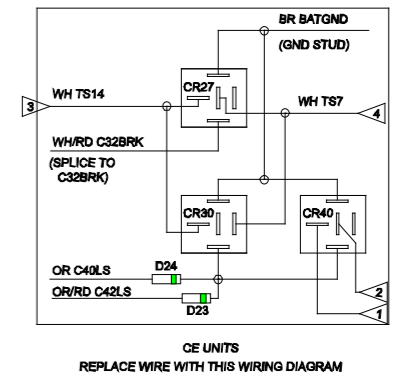 BR BATGND
(GND STUD)
CR27
WH TS14
3
WH TS7
4
WH/RD C32BRK
(SPLICE TO
C32BRK)
CR30
CR40
OR C40LS
D24
2
OR/RD C42LS
D23
1
CE UNITS
REPLACE WIRE WITH THIS WIRING DIAGRAM